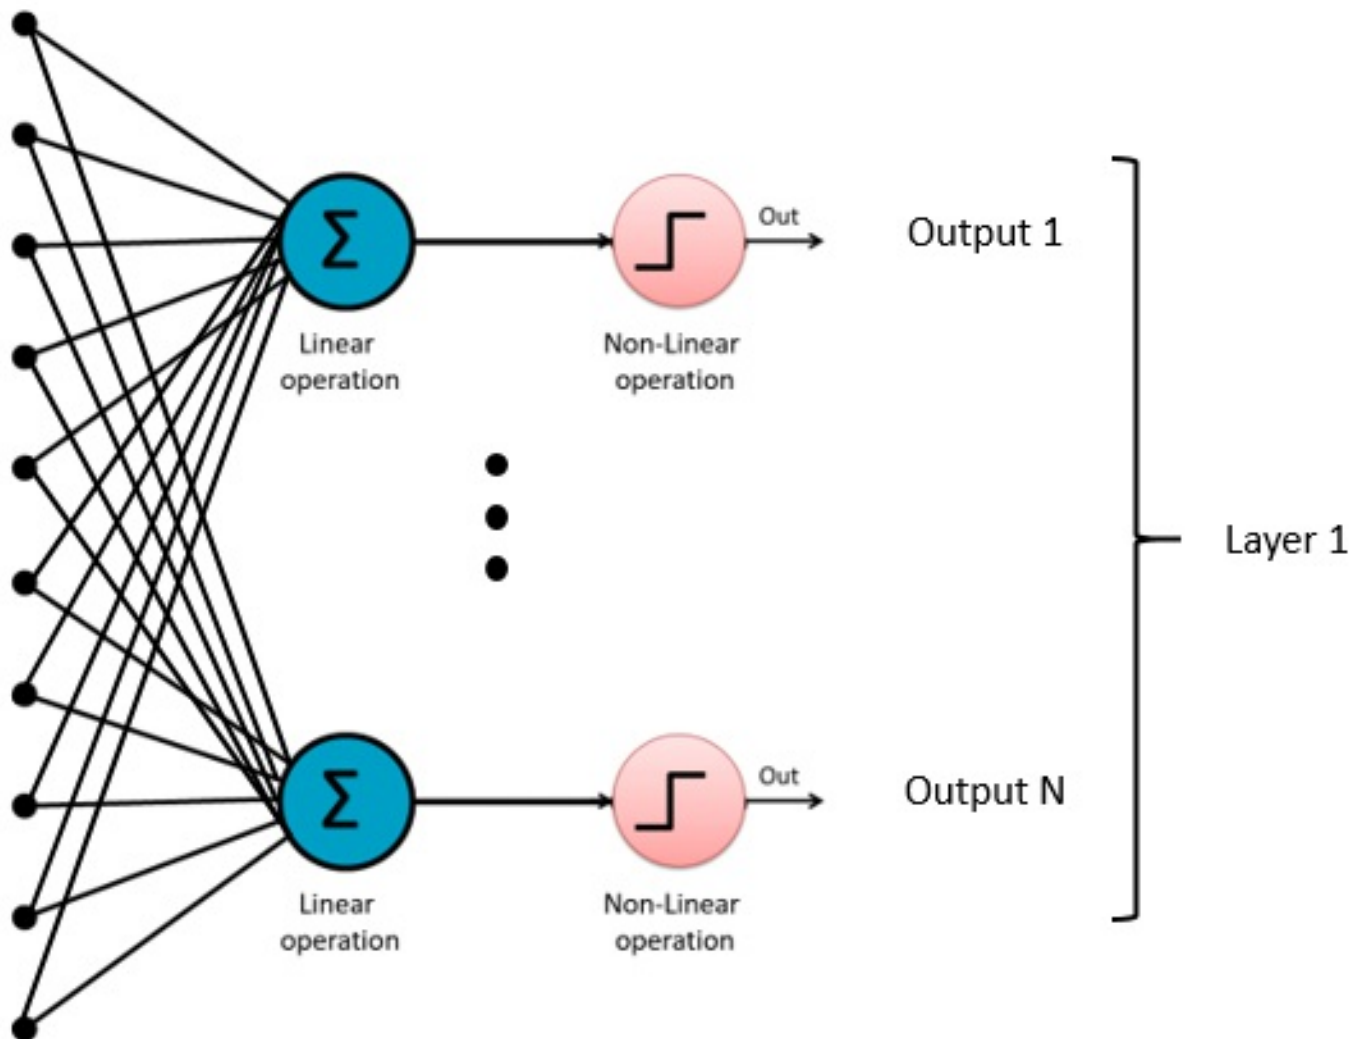 Σ
Out
Output 1
Linear
operation
Non-Linear
operation
Layer 1
Σ
Out
Output N
Linear
operation
Non-Linear
operation